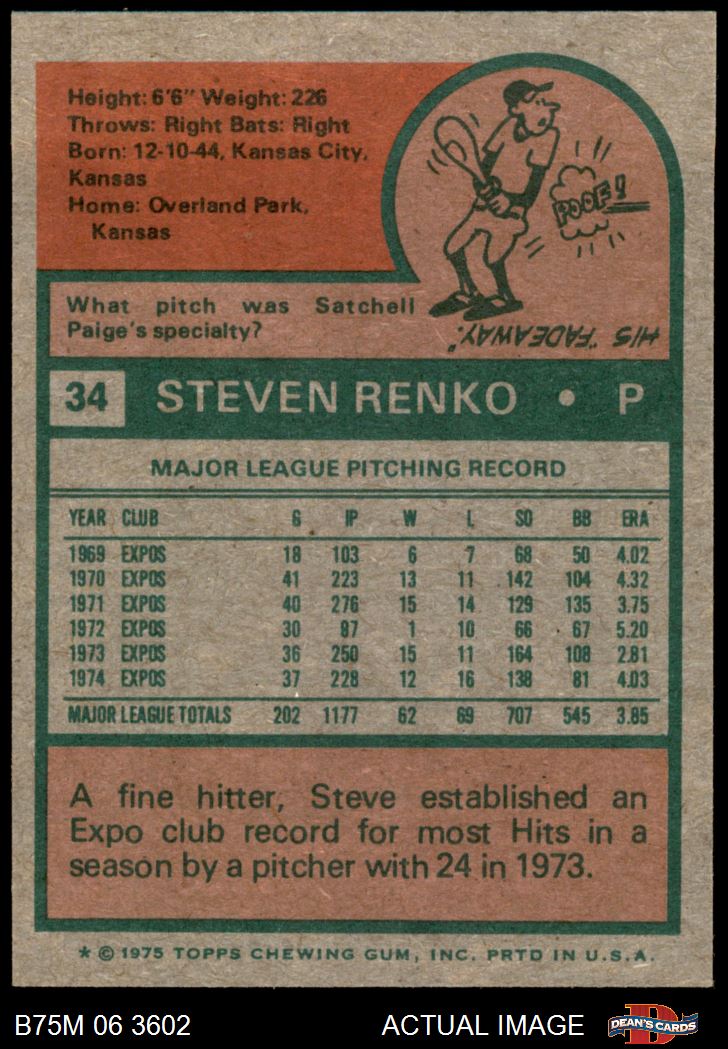 Height: 6'6" Weight: 226
Throws: Right Bats: Right
Born: 12-10-44, Kansas City,
Kansas
Home: Overland Park,
Kansas
POOF!
What pitch was Satchell
Paige's specialty?
HIS "FADEAWAY."
34 STEVEN RENKO • P
MAJOR LEAGUE PITCHING RECORD
YEAR CLUB G IP W L SO BB ERA
1969 EXPOS 18 103 6 7 68 50 4.02
1970 EXPOS 41 223 13 11 142 104 4.32
1971 EXPOS 40 276 15 14 129 135 3.75
1972 EXPOS 30 87 1 10 66 67 5.20
1973 EXPOS 36 250 15 11 164 108 2.81
1974 EXPOS 37 228 12 16 138 81 4.03
MAJOR LEAGUE TOTALS 202 1177 62 69 707 545 3.85
A fine hitter, Steve established an
Expo club record for most Hits in a
season by a pitcher with 24 in 1973.
* © 1975 TOPPS CHEWING GUM, INC. PRTD IN U.S.A.
B75M 06 3602 ACTUAL IMAGE D DEAN'S CARDS